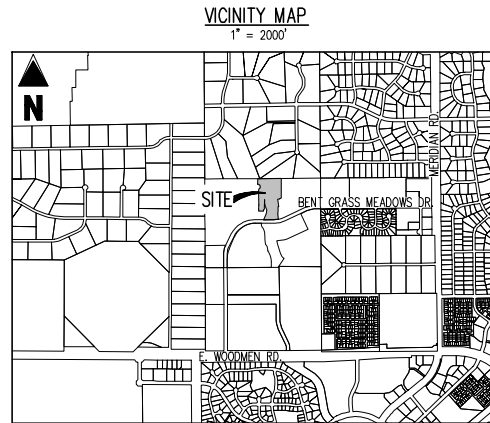 VICINITY MAP
1" = 2000'
N
MERIDIAN RD.
SITE
BENT GRASS MEADOWS DR.
E. WOODMEN RD.